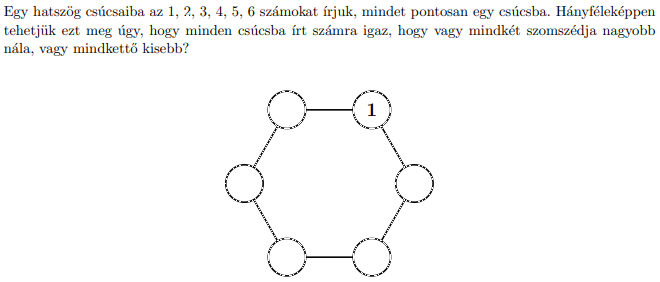 Egy hatszög csúcsaiba az 1, 2, 3, 4, 5, 6 számokat írjuk, mindet pontosan egy csúcsba. Hányféleképpen
tehetjük ezt meg úgy, hogy minden csúcsba írt számra igaz, hogy vagy mindkét szomszédja nagyobb
nála, vagy mindkettő kisebb?
1